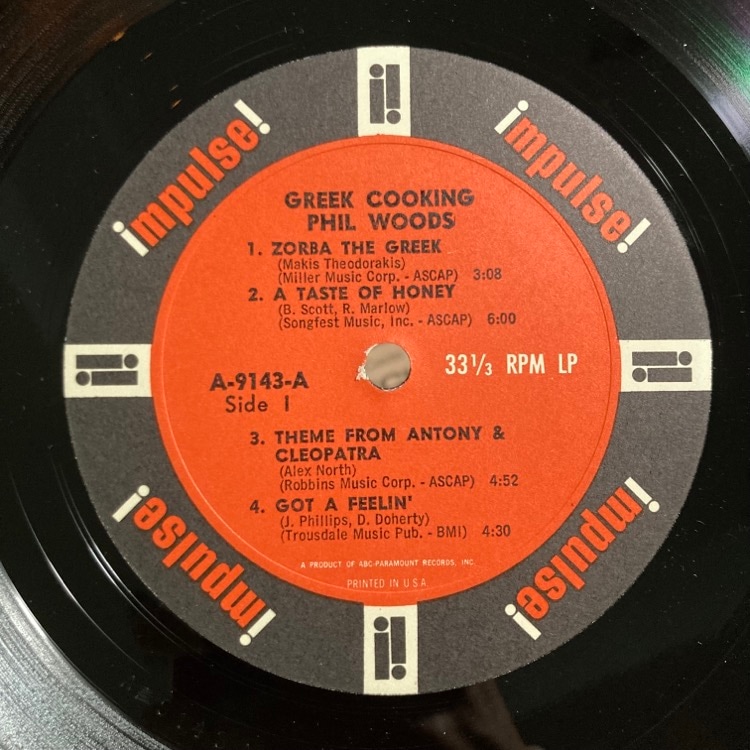 impulse!
impulse!
GREEK COOKING
PHIL WOODS
1. ZORBA THE GREEK
(Makis Theodorakis)
(Miller Music Corp. - ASCAP) 3:08
2. A TASTE OF HONEY
(B. Scott, R. Marlow)
(Songfest Music, Inc. - ASCAP) 6:00
A-9143-A
Side 1
33 1/3 RPM LP
3. THEME FROM ANTONY &
CLEOPATRA
(Alex North)
(Robbins Music Corp. - ASCAP) 4:52
4. GOT A FEELIN'
(J. Phillips, D. Doherty)
(Trousdale Music Pub. - BMI) 4:30
A PRODUCT OF ABC-PARAMOUNT RECORDS, INC.
PRINTED IN U.S.A
impulse!
impulse!